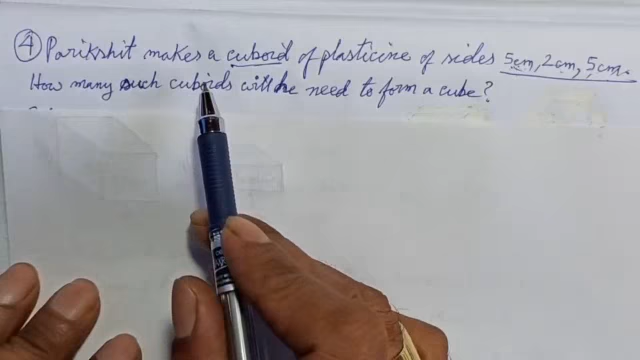 ④ Parikshit makes a cuboid of plasticine of sides 5cm, 2cm, 5cm.
How many such cuboids will he need to form a cube?